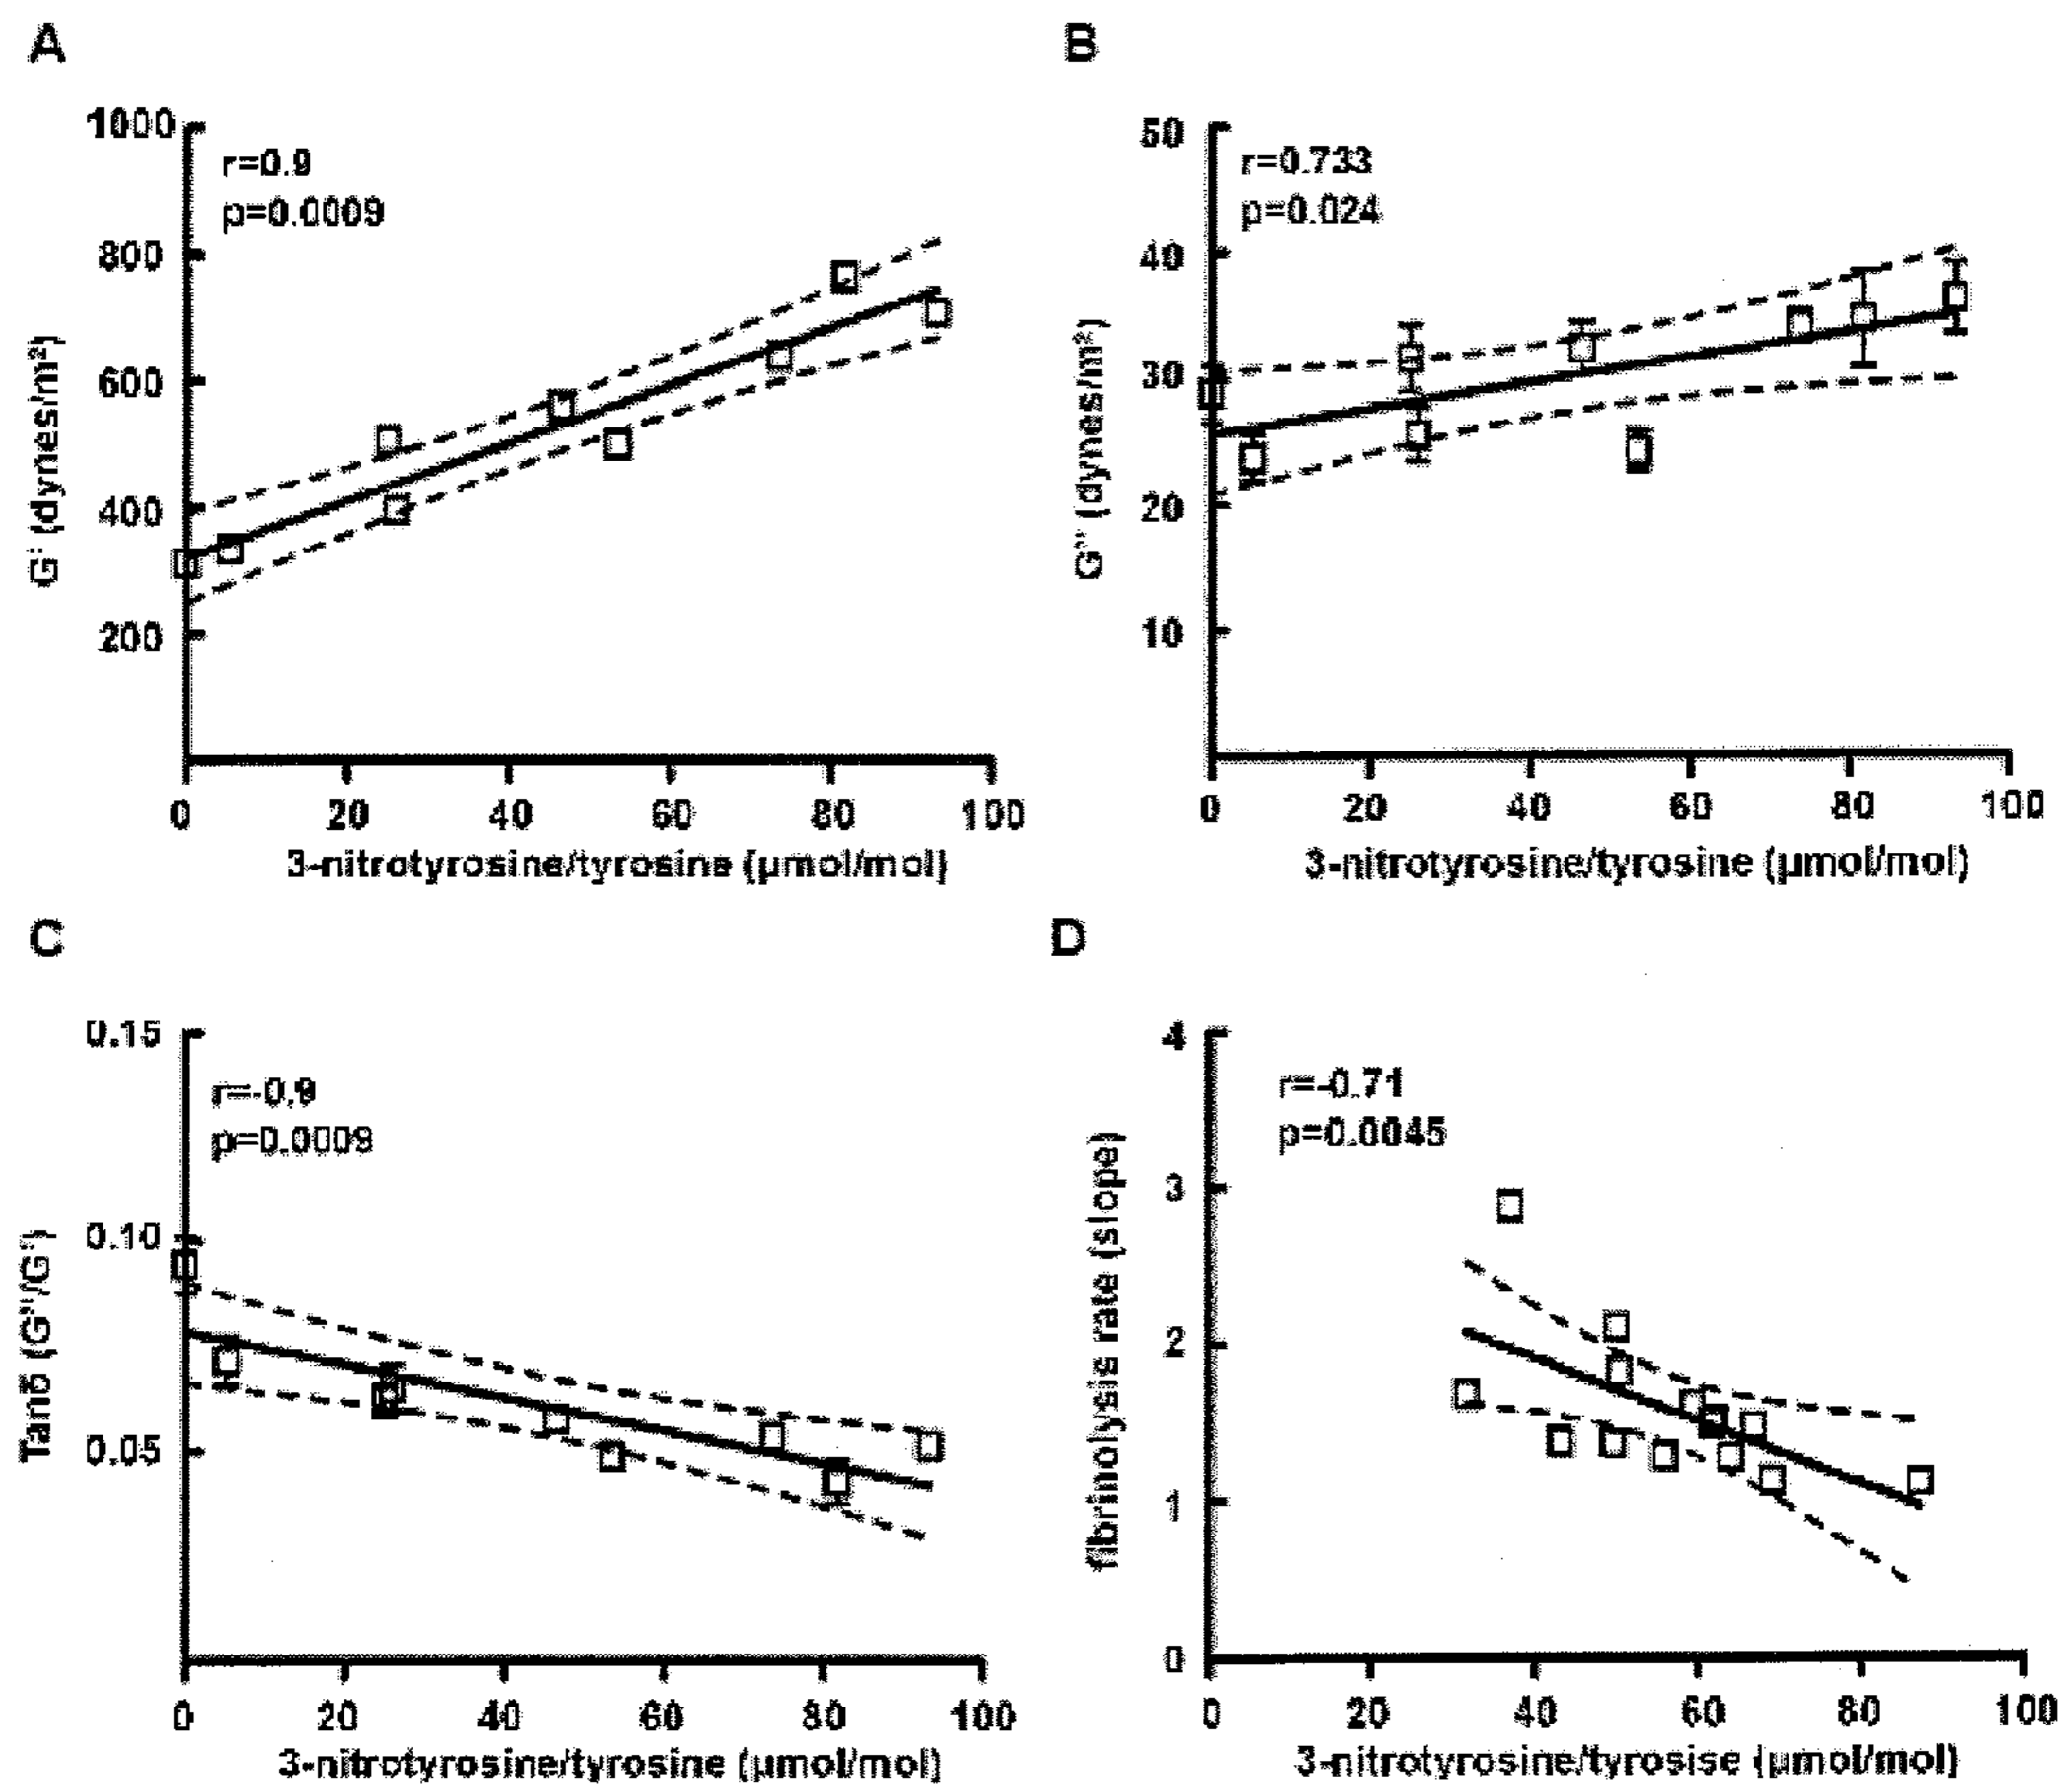 A
1000
800
600
400
200
r=0.9
p=0.0009
G' (dynes/m²)
0 20 40 60 80 100
3-nitrotyrosine/tyrosine (µmol/mol)
B
50
40
30
20
10
r=0.733
p=0.024
G'' (dynes/m²)
0 20 40 60 80 100
3-nitrotyrosine/tyrosine (µmol/mol)
C
0.15
0.10
0.05
r=-0.9
p=0.0009
Tanδ (G''/G')
0 20 40 60 80 100
3-nitrotyrosine/tyrosine (µmol/mol)
D
4
3
2
1
0
r=-0.71
p=0.0045
fibrinolysis rate (slope)
0 20 40 60 80 100
3-nitrotyrosine/tyrosise (µmol/mol)